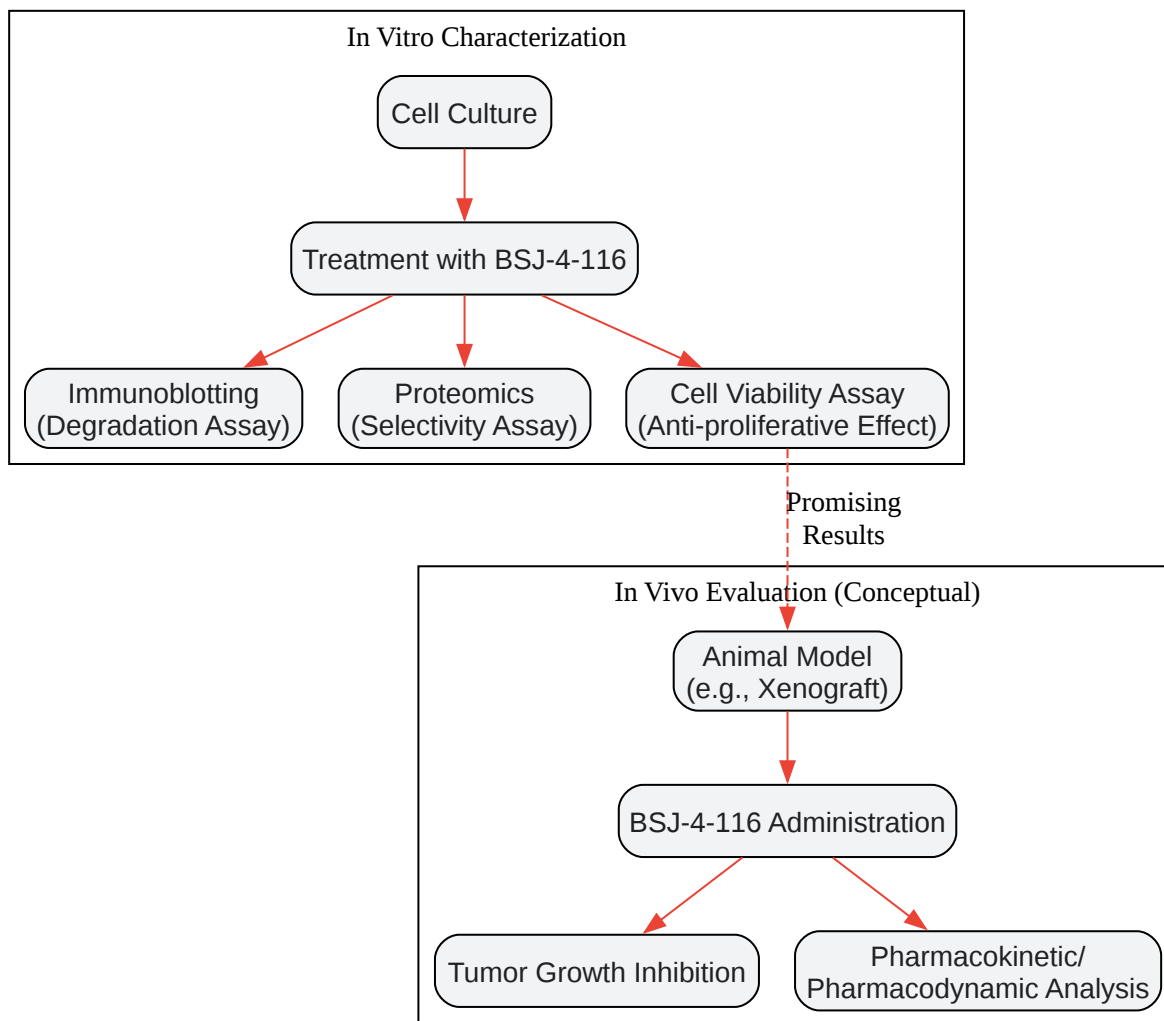 In Vitro Characterization
Cell Culture
Treatment with BSJ-4-116
Immunoblotting
(Degradation Assay)
Proteomics
(Selectivity Assay)
Cell Viability Assay
(Anti-proliferative Effect)
Promising
Results
In Vivo Evaluation (Conceptual)
Animal Model
(e.g., Xenograft)
BSJ-4-116 Administration
Tumor Growth Inhibition
Pharmacokinetic/
Pharmacodynamic Analysis